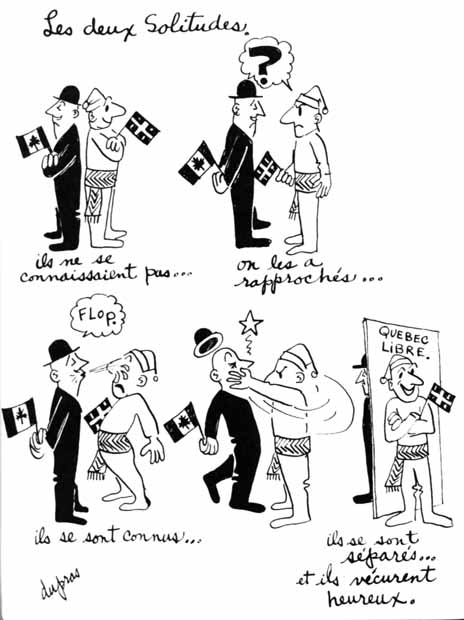 Les deux Solitudes.
?
ils ne se
connaissaient pas...
on les a
rapprochés...
FLOP.
ils se sont connus...
QUEBEC
LIBRE.
ils se sont
séparés...
et ils vécurent
heureux.
dupras